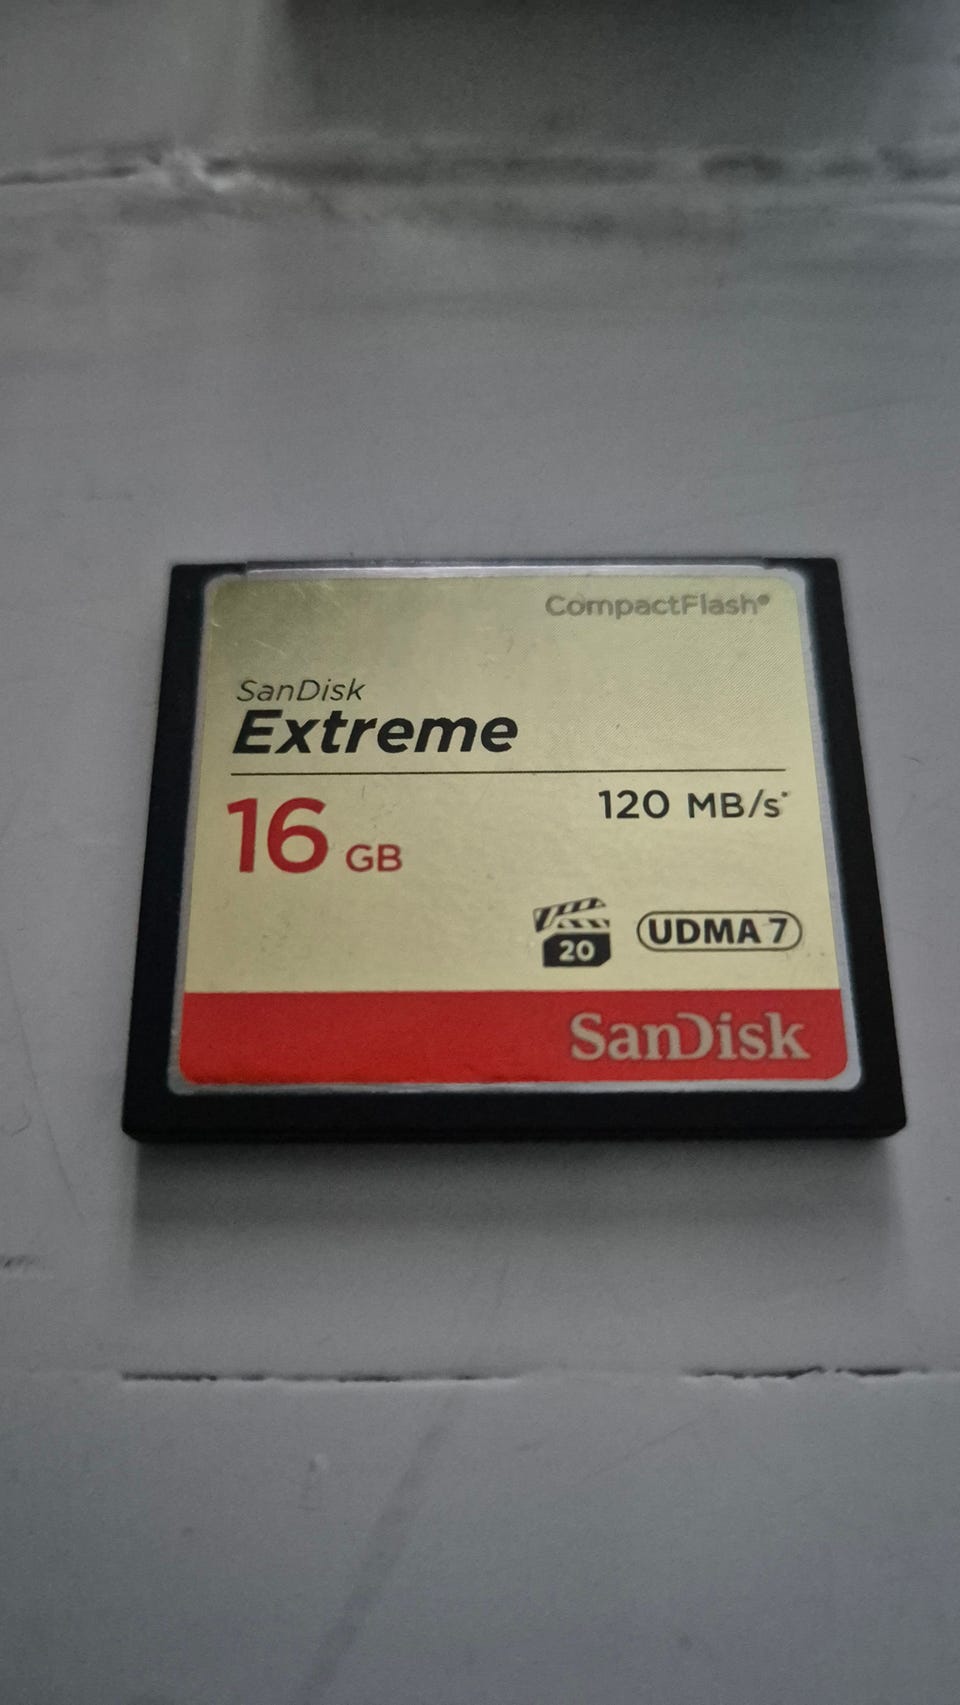 CompactFlash®
SanDisk
Extreme
16 GB
120 MB/s*
20
UDMA 7
SanDisk